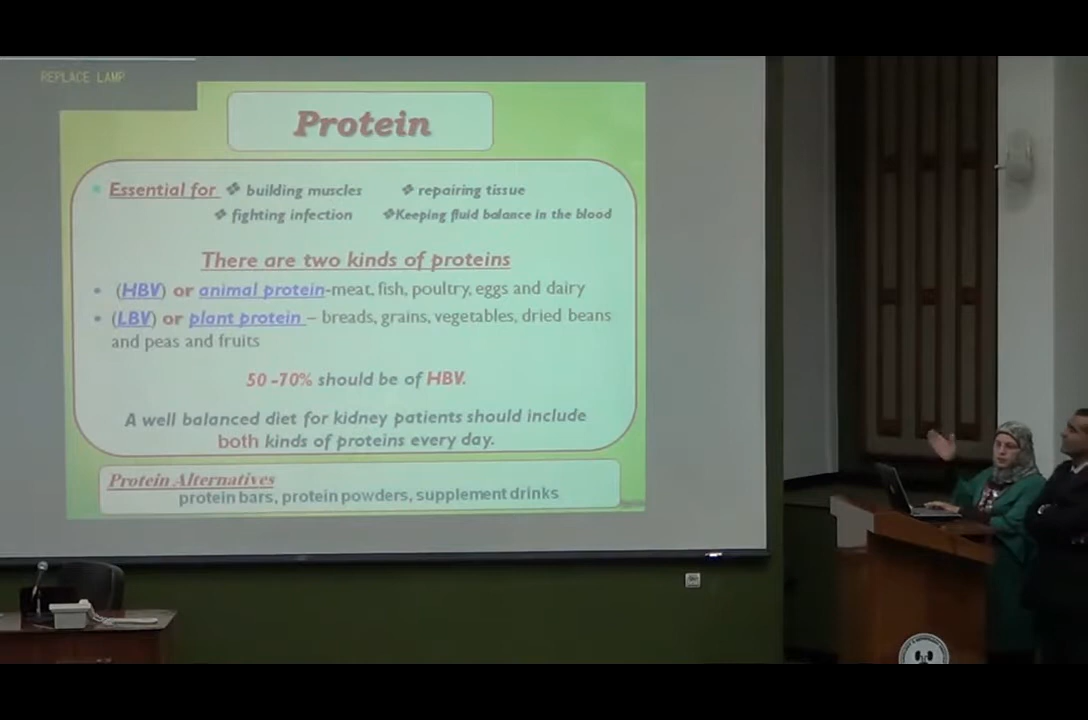 REPLACE LAMP
Protein
Essential for ❖ building muscles ❖ repairing tissue
❖ fighting infection ❖Keeping fluid balance in the blood
There are two kinds of proteins
• (HBV) or animal protein-meat, fish, poultry, eggs and dairy
• (LBV) or plant protein – breads, grains, vegetables, dried beans
and peas and fruits
50 -70% should be of HBV.
A well balanced diet for kidney patients should include
both kinds of proteins every day.
Protein Alternatives
protein bars, protein powders, supplement drinks